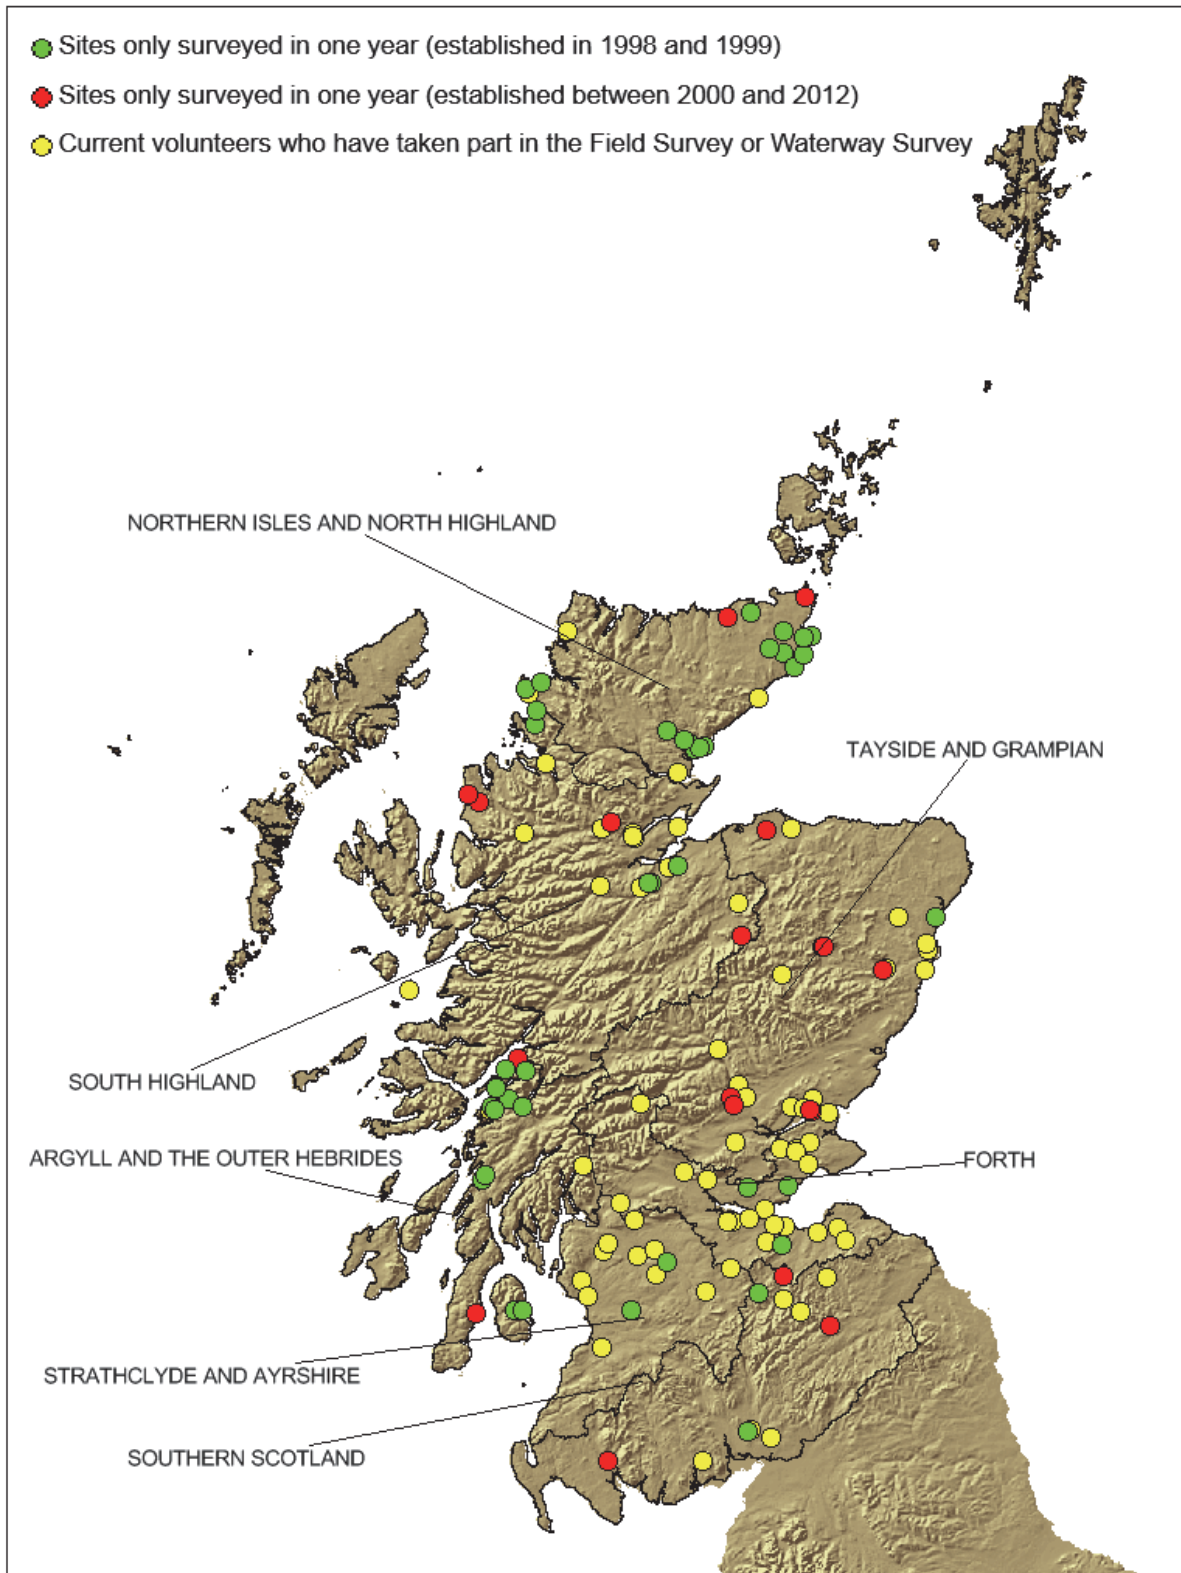 Sites only surveyed in one year (established in 1998 and 1999)
Sites only surveyed in one year (established between 2000 and 2012)
Current volunteers who have taken part in the Field Survey or Waterway Survey
NORTHERN ISLES AND NORTH HIGHLAND
TAYSIDE AND GRAMPIAN
SOUTH HIGHLAND
ARGYLL AND THE OUTER HEBRIDES
FORTH
STRATHCLYDE AND AYRSHIRE
SOUTHERN SCOTLAND